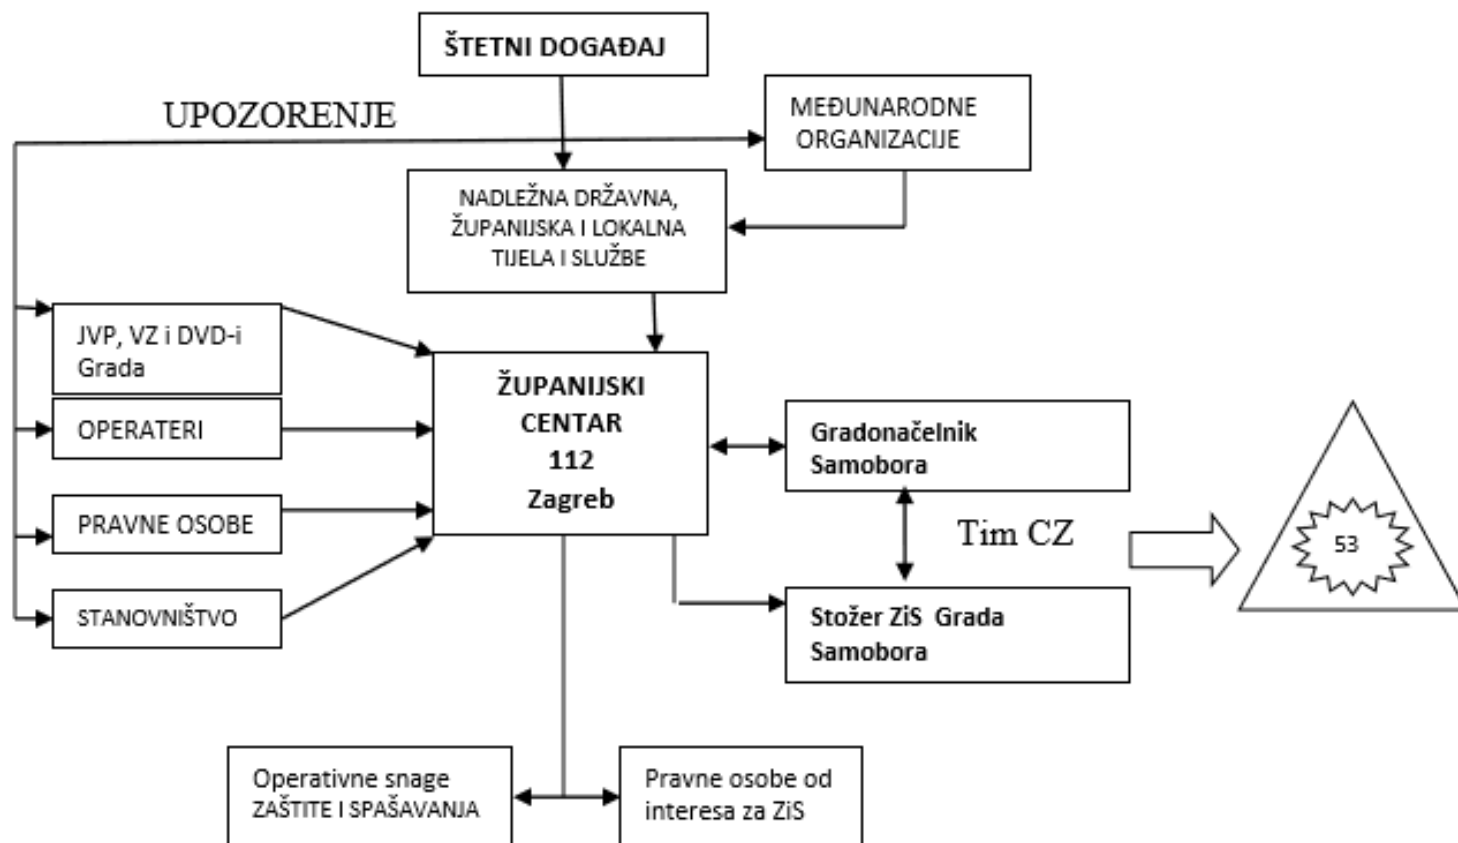 ŠTETNI DOGAĐAJ
UPOZORENJE
MEĐUNARODNE
ORGANIZACIJE
NADLEŽNA DRŽAVNA,
ŽUPANIJSKA I LOKALNA
TIJELA I SLUŽBE
JVP, VZ i DVD-i
Grada
OPERATERI
PRAVNE OSOBE
STANOVNIŠTVO
ŽUPANIJSKI
CENTAR
112
Zagreb
Gradonačelnik
Samobora
Tim CZ
53
Stožer ZiS Grada
Samobora
Operativne snage
ZAŠTITE I SPAŠAVANJA
Pravne osobe od
interesa za ZiS